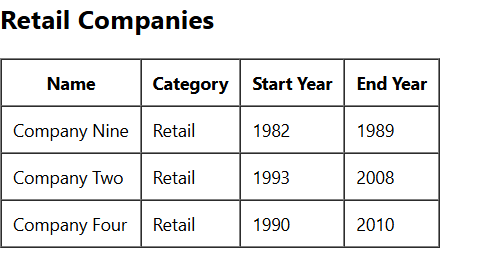 Retail Companies
Name Category Start Year End Year
Company Nine Retail 1982 1989
Company Two Retail 1993 2008
Company Four Retail 1990 2010